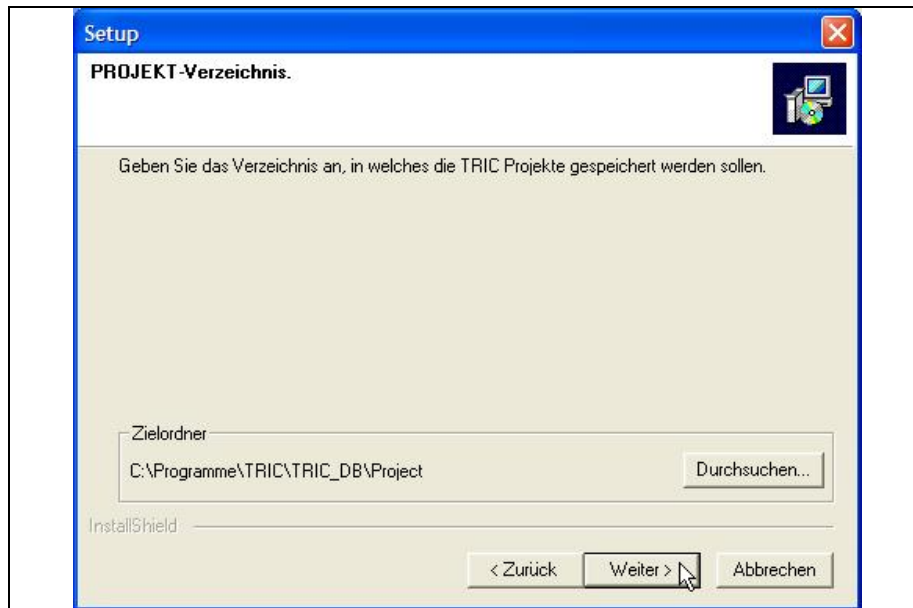 Setup
PROJEKT-Verzeichnis.
Geben Sie das Verzeichnis an, in welches die TRIC Projekte gespeichert werden sollen.
Zielordner
C:\Programme\TRIC\TRIC_DB\Project
Durchsuchen...
InstallShield
< Zurück
Weiter >
Abbrechen